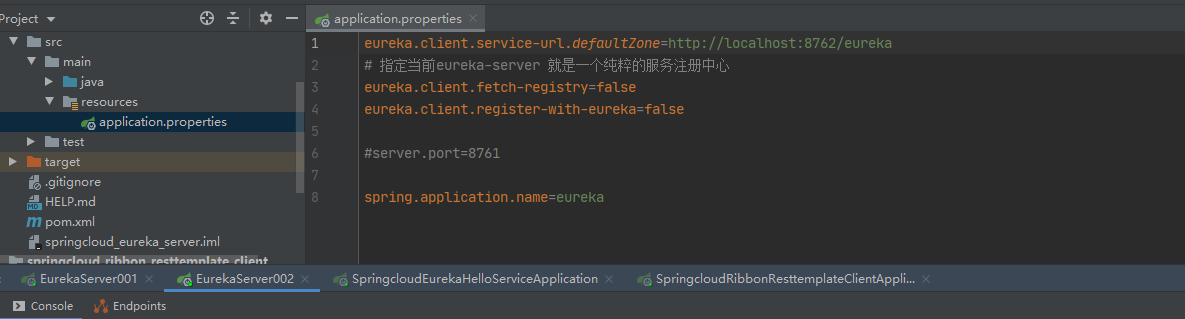 Project
application.properties
src
main
java
resources
application.properties
test
target
.gitignore
HELP.md
pom.xml
springcloud_eureka_server.iml
springcloud_ribbon_resttemplate_client
1 eureka.client.service-url.defaultZone=http://localhost:8762/eureka
2 # 指定当前eureka-server 就是一个纯粹的服务注册中心
3 eureka.client.fetch-registry=false
4 eureka.client.register-with-eureka=false
5
6 #server.port=8761
7
8 spring.application.name=eureka
EurekaServer001 EurekaServer002 SpringcloudEurekaHelloServiceApplication SpringcloudRibbonResttemplateClientAppli...
Console Endpoints